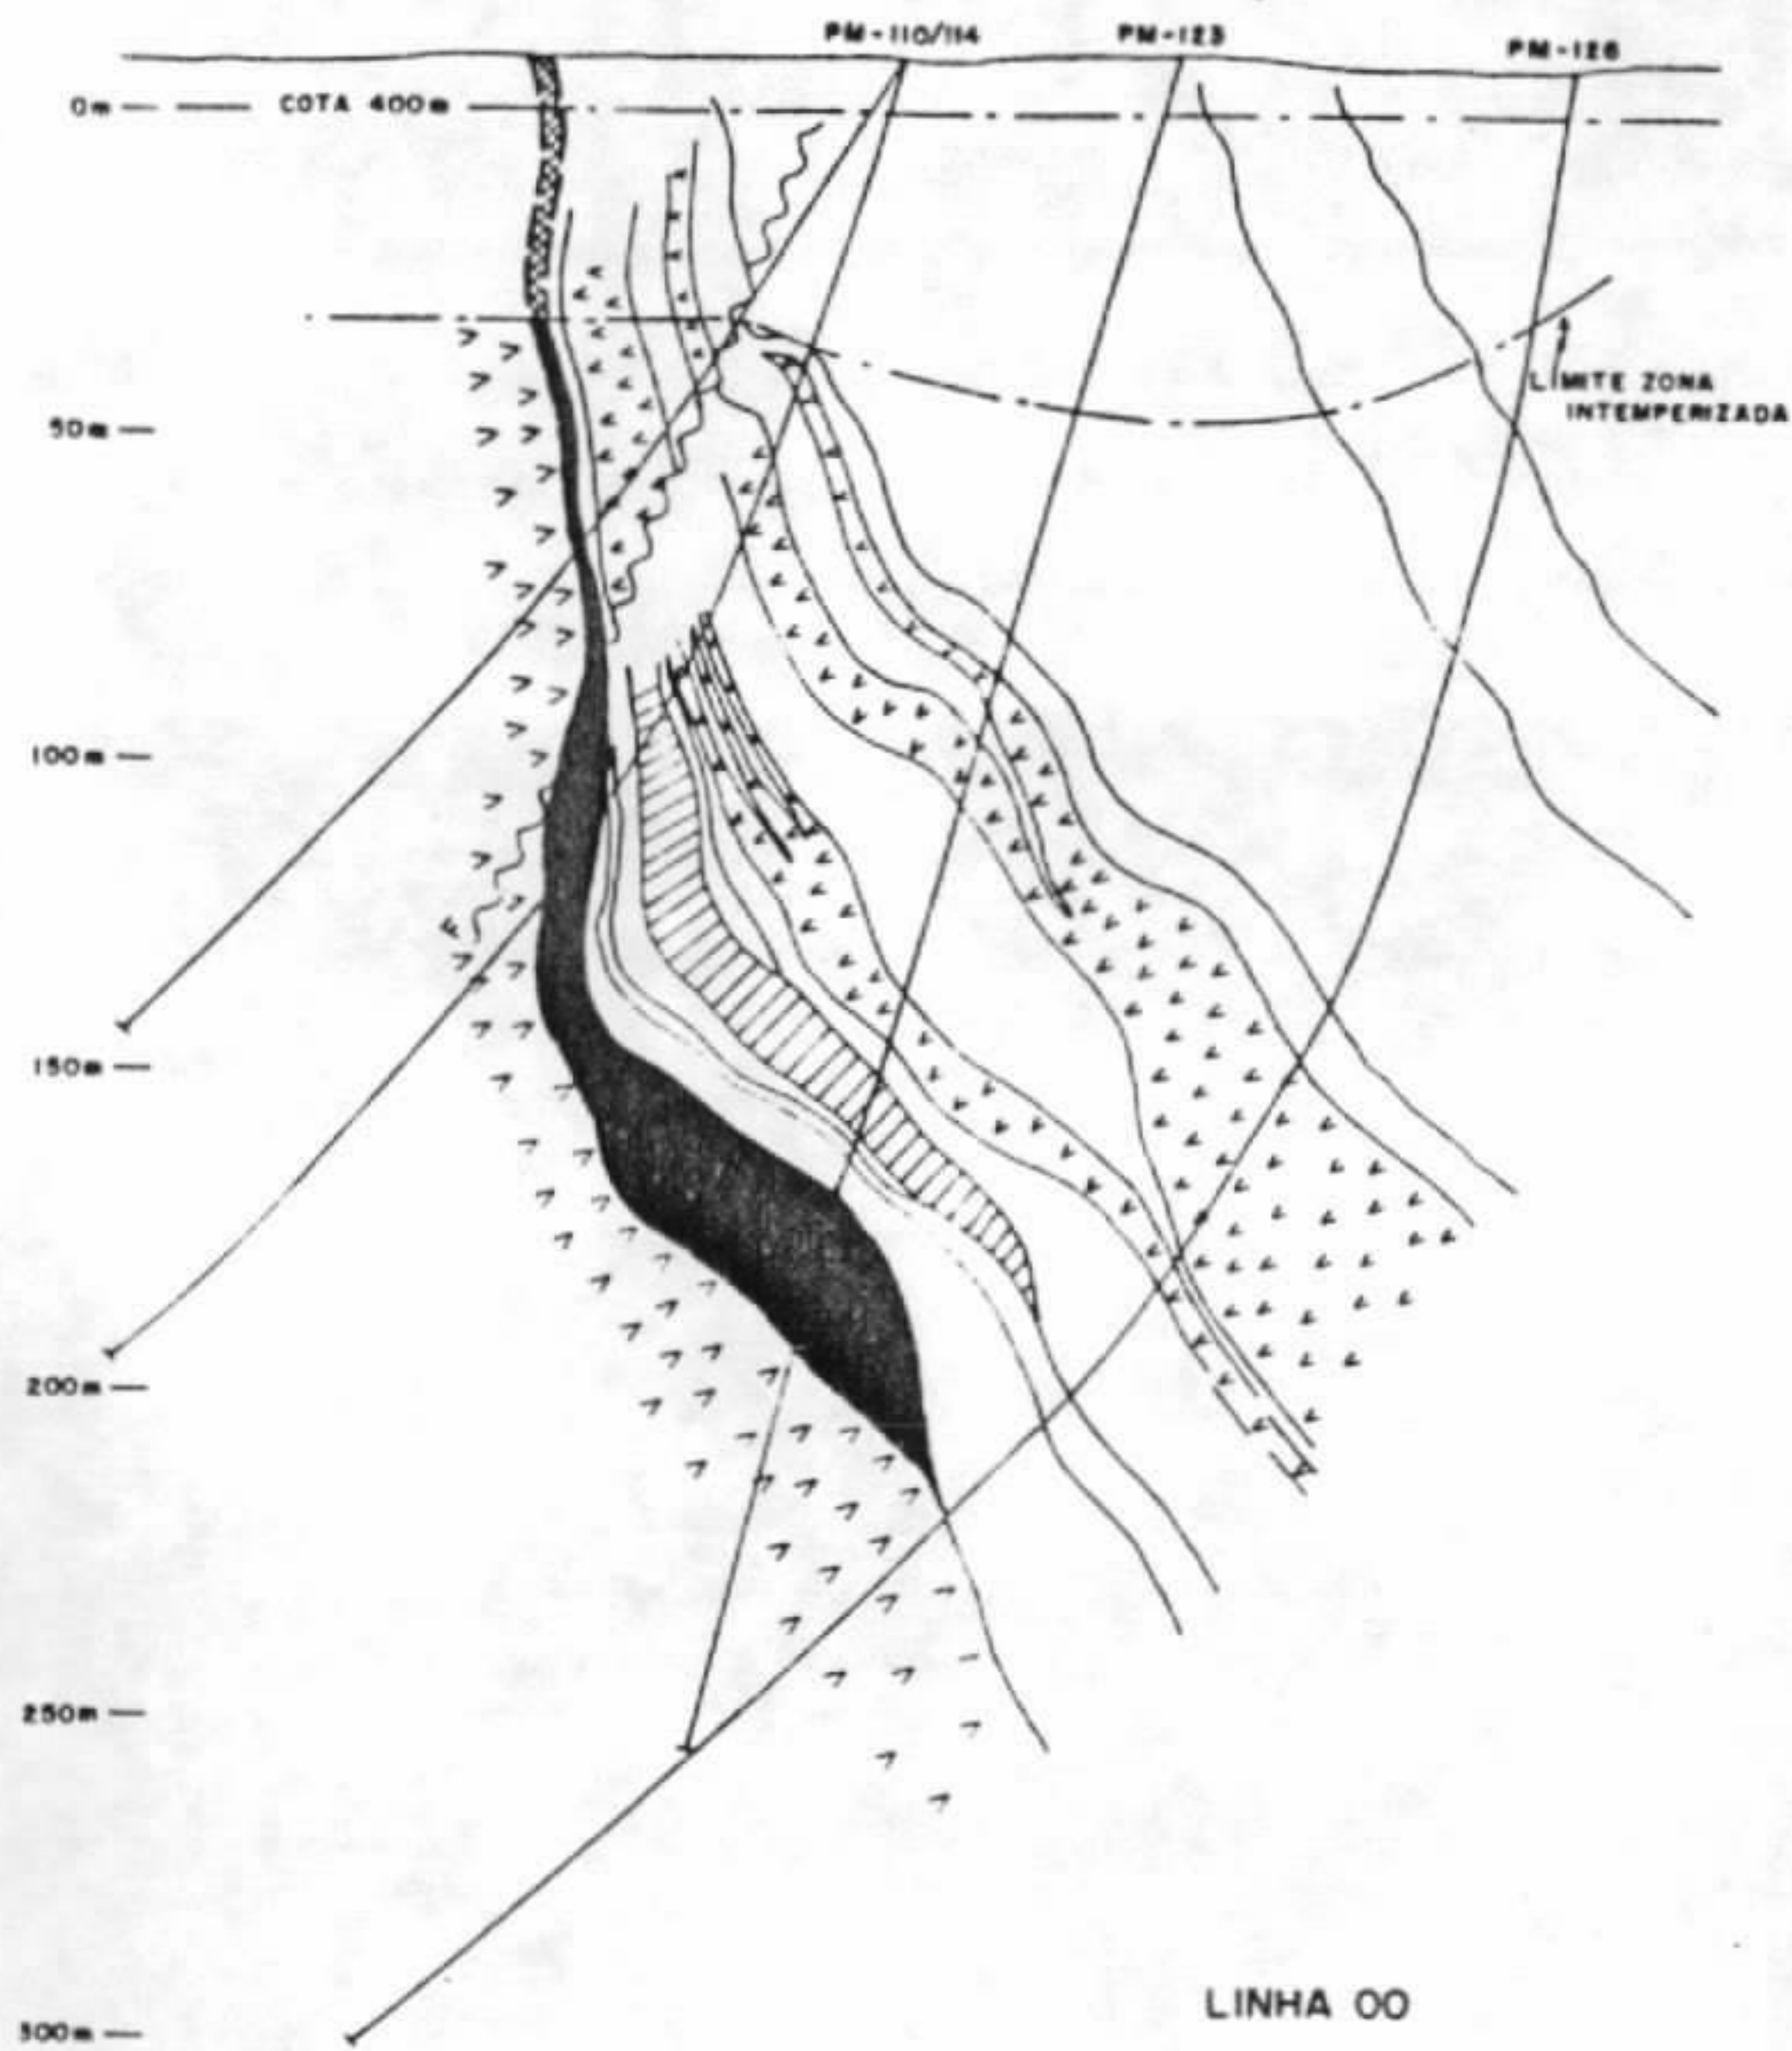 PM-110/114
PM-123
PM-126
0m
COTA 400m
LIMITE ZONA
INTEMPERIZADA
50m
100m
F
150m
200m
250m
300m
LINHA 00